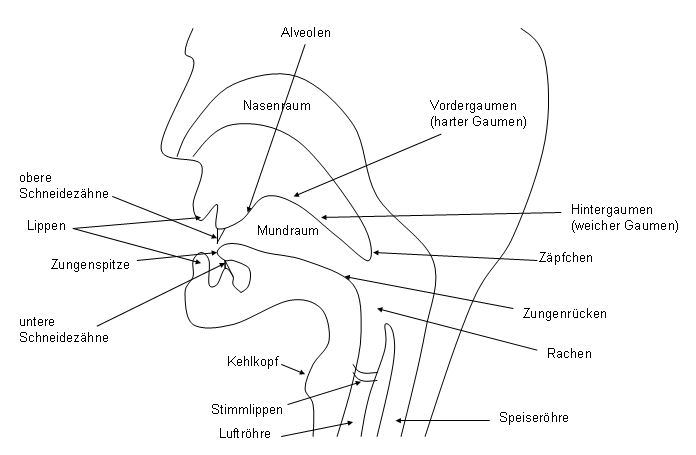 Alveolen
Nasenraum
Vordergaumen
(harter Gaumen)
obere
Schneidezähne
Lippen
Hintergaumen
(weicher Gaumen)
Mundraum
Zäpfchen
Zungenspitze
Zungenrücken
untere
Schneidezähne
Rachen
Kehlkopf
Stimmlippen
Speiseröhre
Luftröhre